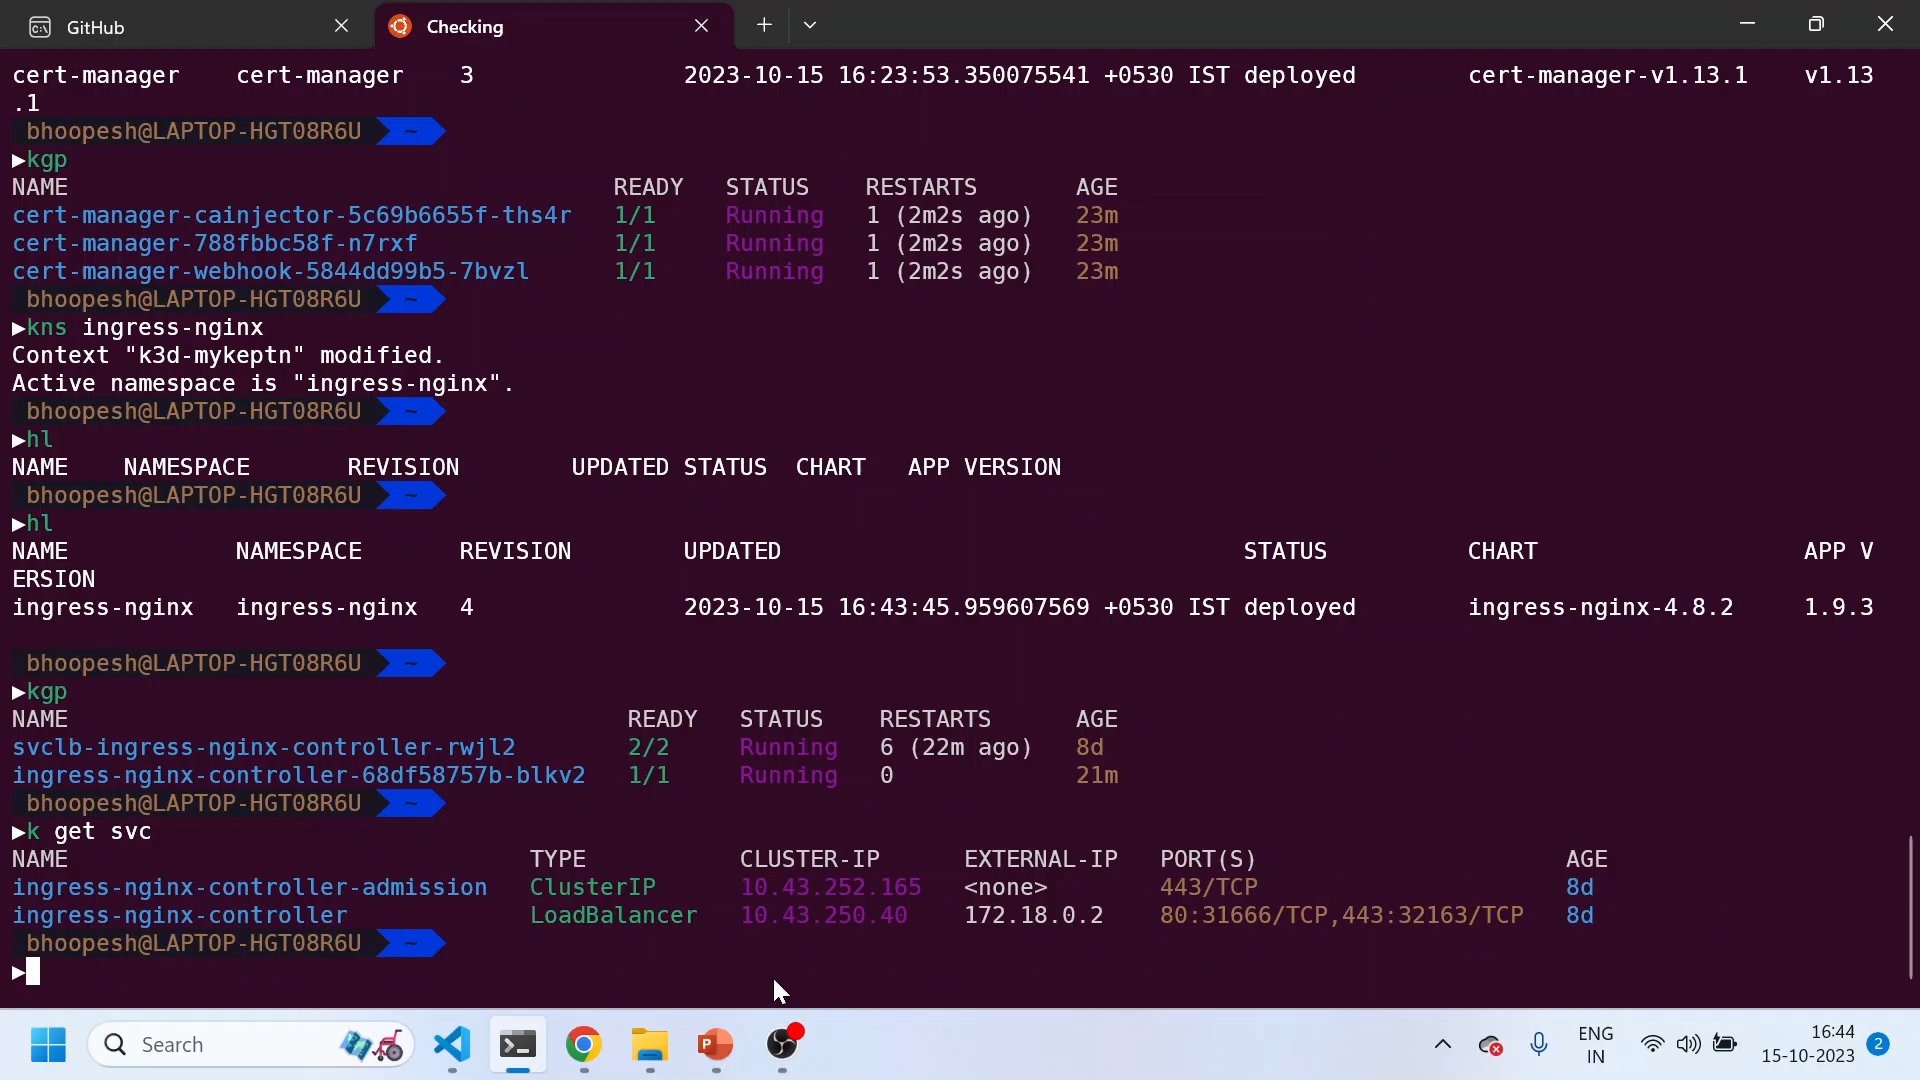 GitHub
Checking
cert-manager    cert-manager    3               2023-10-15 16:23:53.350075541 +0530 IST deployed        cert-manager-v1.13.1    v1.13
.1
bhoopesh@LAPTOP-HGT08R6U ~
▶kgp
NAME                                       READY   STATUS    RESTARTS       AGE
cert-manager-cainjector-5c69b6655f-ths4r   1/1     Running   1 (2m2s ago)   23m
cert-manager-788fbbc58f-n7rxf              1/1     Running   1 (2m2s ago)   23m
cert-manager-webhook-5844dd99b5-7bvzl      1/1     Running   1 (2m2s ago)   23m
bhoopesh@LAPTOP-HGT08R6U ~
▶kns ingress-nginx
Context "k3d-mykeptn" modified.
Active namespace is "ingress-nginx".
bhoopesh@LAPTOP-HGT08R6U ~
▶hl
NAME    NAMESPACE       REVISION        UPDATED STATUS  CHART   APP VERSION
bhoopesh@LAPTOP-HGT08R6U ~
▶hl
NAME            NAMESPACE       REVISION        UPDATED                                 STATUS          CHART                   APP V
ERSION
ingress-nginx   ingress-nginx   4               2023-10-15 16:43:45.959607569 +0530 IST deployed        ingress-nginx-4.8.2     1.9.3
bhoopesh@LAPTOP-HGT08R6U ~
▶kgp
NAME                                        READY   STATUS    RESTARTS      AGE
svclb-ingress-nginx-controller-rwjl2        2/2     Running   6 (22m ago)   8d
ingress-nginx-controller-68df58757b-blkv2   1/1     Running   0             21m
bhoopesh@LAPTOP-HGT08R6U ~
▶k get svc
NAME                                 TYPE           CLUSTER-IP      EXTERNAL-IP   PORT(S)                      AGE
ingress-nginx-controller-admission   ClusterIP      10.43.252.165   <none>        443/TCP                      8d
ingress-nginx-controller             LoadBalancer   10.43.250.40    172.18.0.2    80:31666/TCP,443:32163/TCP   8d
bhoopesh@LAPTOP-HGT08R6U ~
▶
Search
ENG
IN
16:44
15-10-2023
2